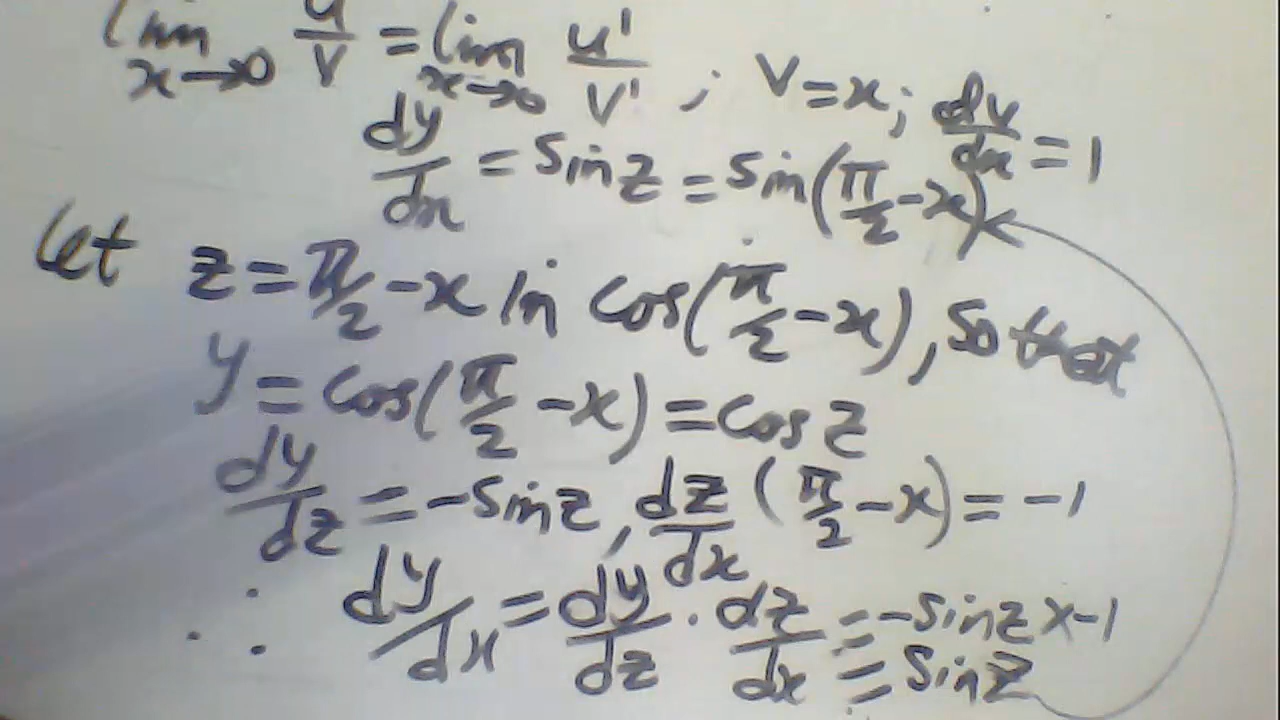 lim x→0 u/v = lim x→0 u'/v' ; v=x; dv/dx = 1
dy/dx = sin z = sin(π/2 - x)
let z = π/2 - x in cos(π/2 - x), so that
y = cos(π/2 - x) = cos z
dy/dz = -sin z, dz/dx (π/2 - x) = -1
∴ dy/dx = dy/dz · dz/dx = -sin z x -1
= sin z